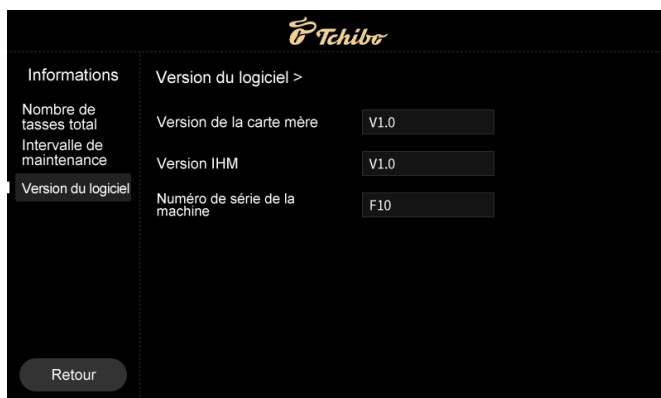 Tchibo
Informations
Nombre de
tasses total
Intervalle de
maintenance
Version du logiciel
Version du logiciel >
Version de la carte mère
V1.0
Version IHM
V1.0
Numéro de série de la
machine
F10
Retour